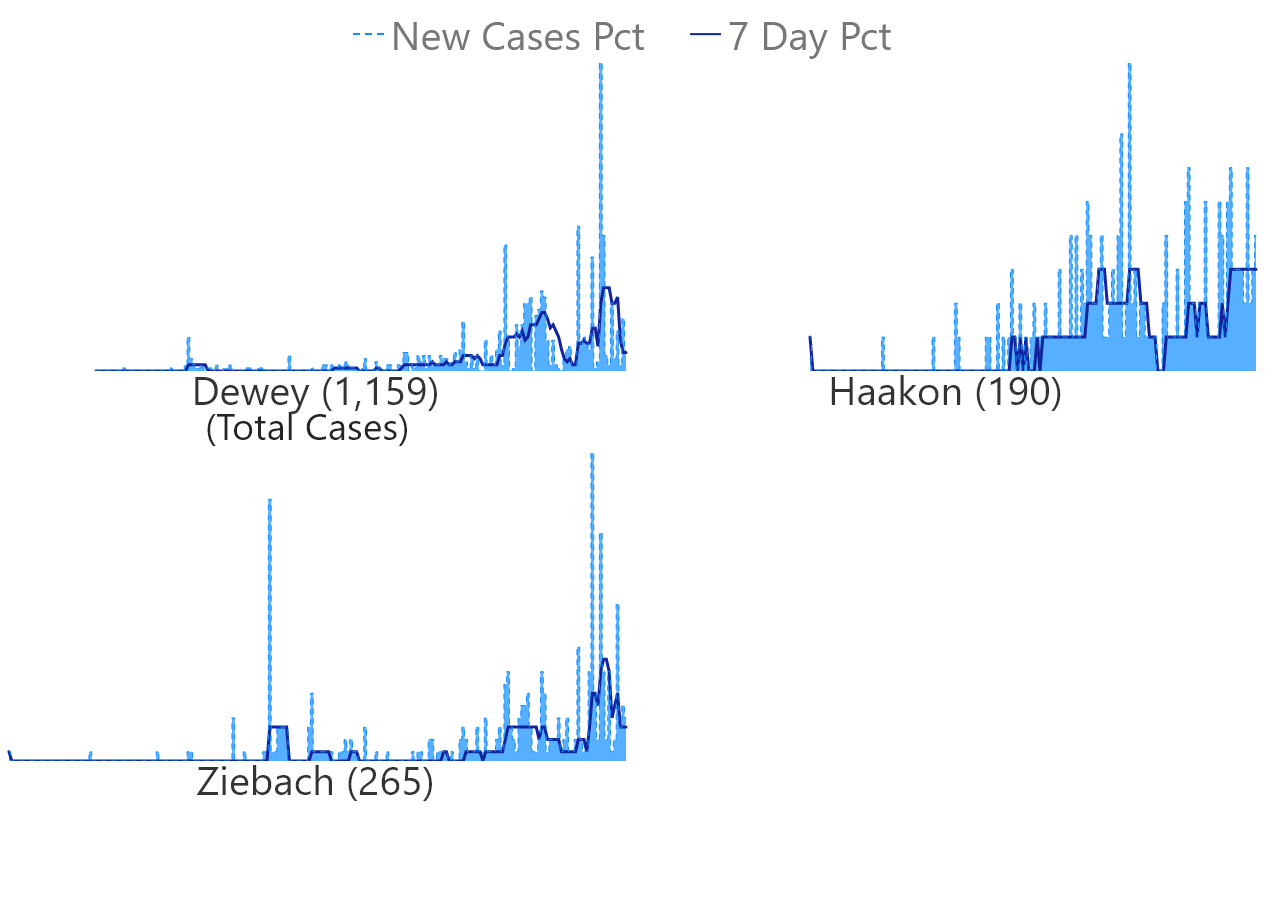 New Cases Pct 7 Day Pct
Dewey (1,159) Haakon (190)
(Total Cases)
Ziebach (265)